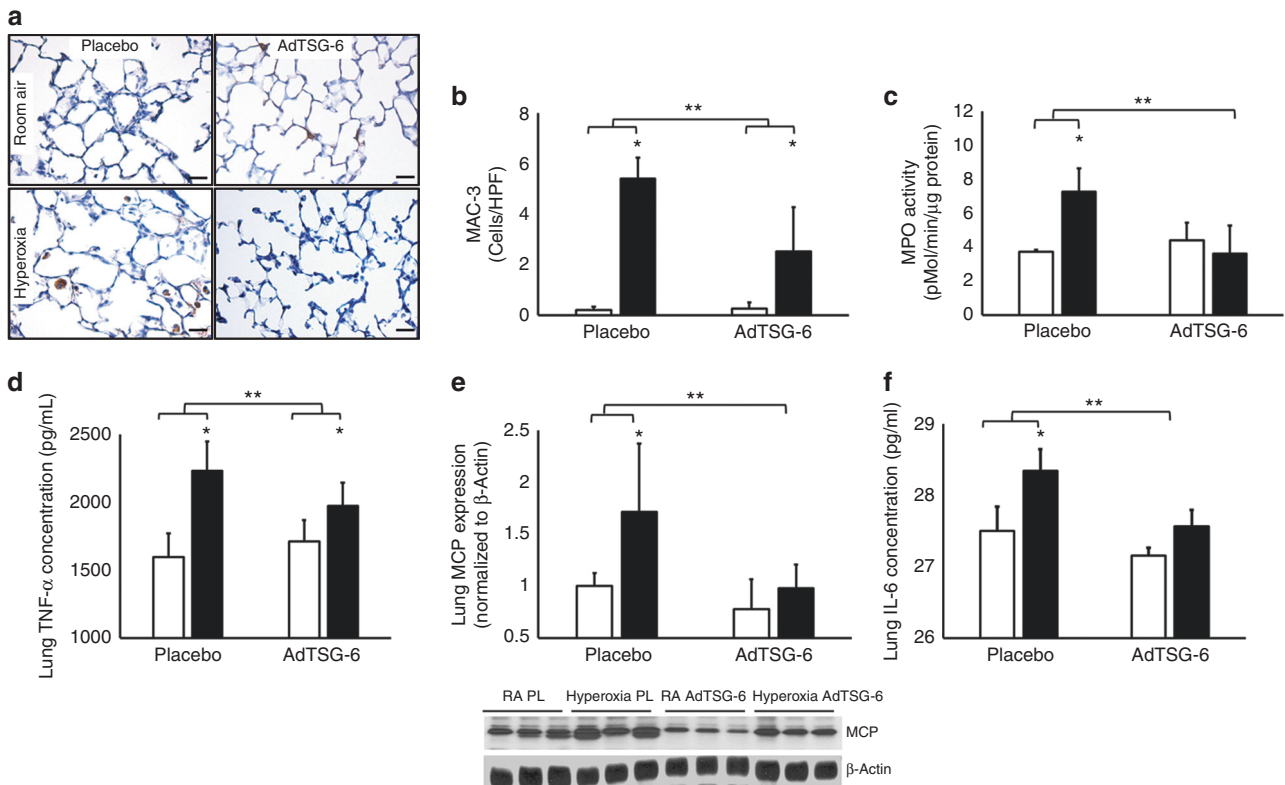 a
Placebo
AdTSG-6
Room air
Hyperoxia
b
MAC-3
(Cells/HPF)
8
6
4
2
0
**
*
*
Placebo
AdTSG-6
c
MPO activity
(pMol/min/μg protein)
12
10
8
6
4
2
0
**
*
Placebo
AdTSG-6
d
Lung TNF-α concentration (pg/mL)
2500
2000
1500
1000
**
*
*
Placebo
AdTSG-6
e
Lung MCP expression
(normalized to β-Actin)
2.5
2
1.5
1
0.5
**
*
Placebo
AdTSG-6
RA PL
Hyperoxia PL
RA AdTSG-6
Hyperoxia AdTSG-6
MCP
β-Actin
f
Lung IL-6 concentration (pg/ml)
29
28
27
26
**
*
Placebo
AdTSG-6